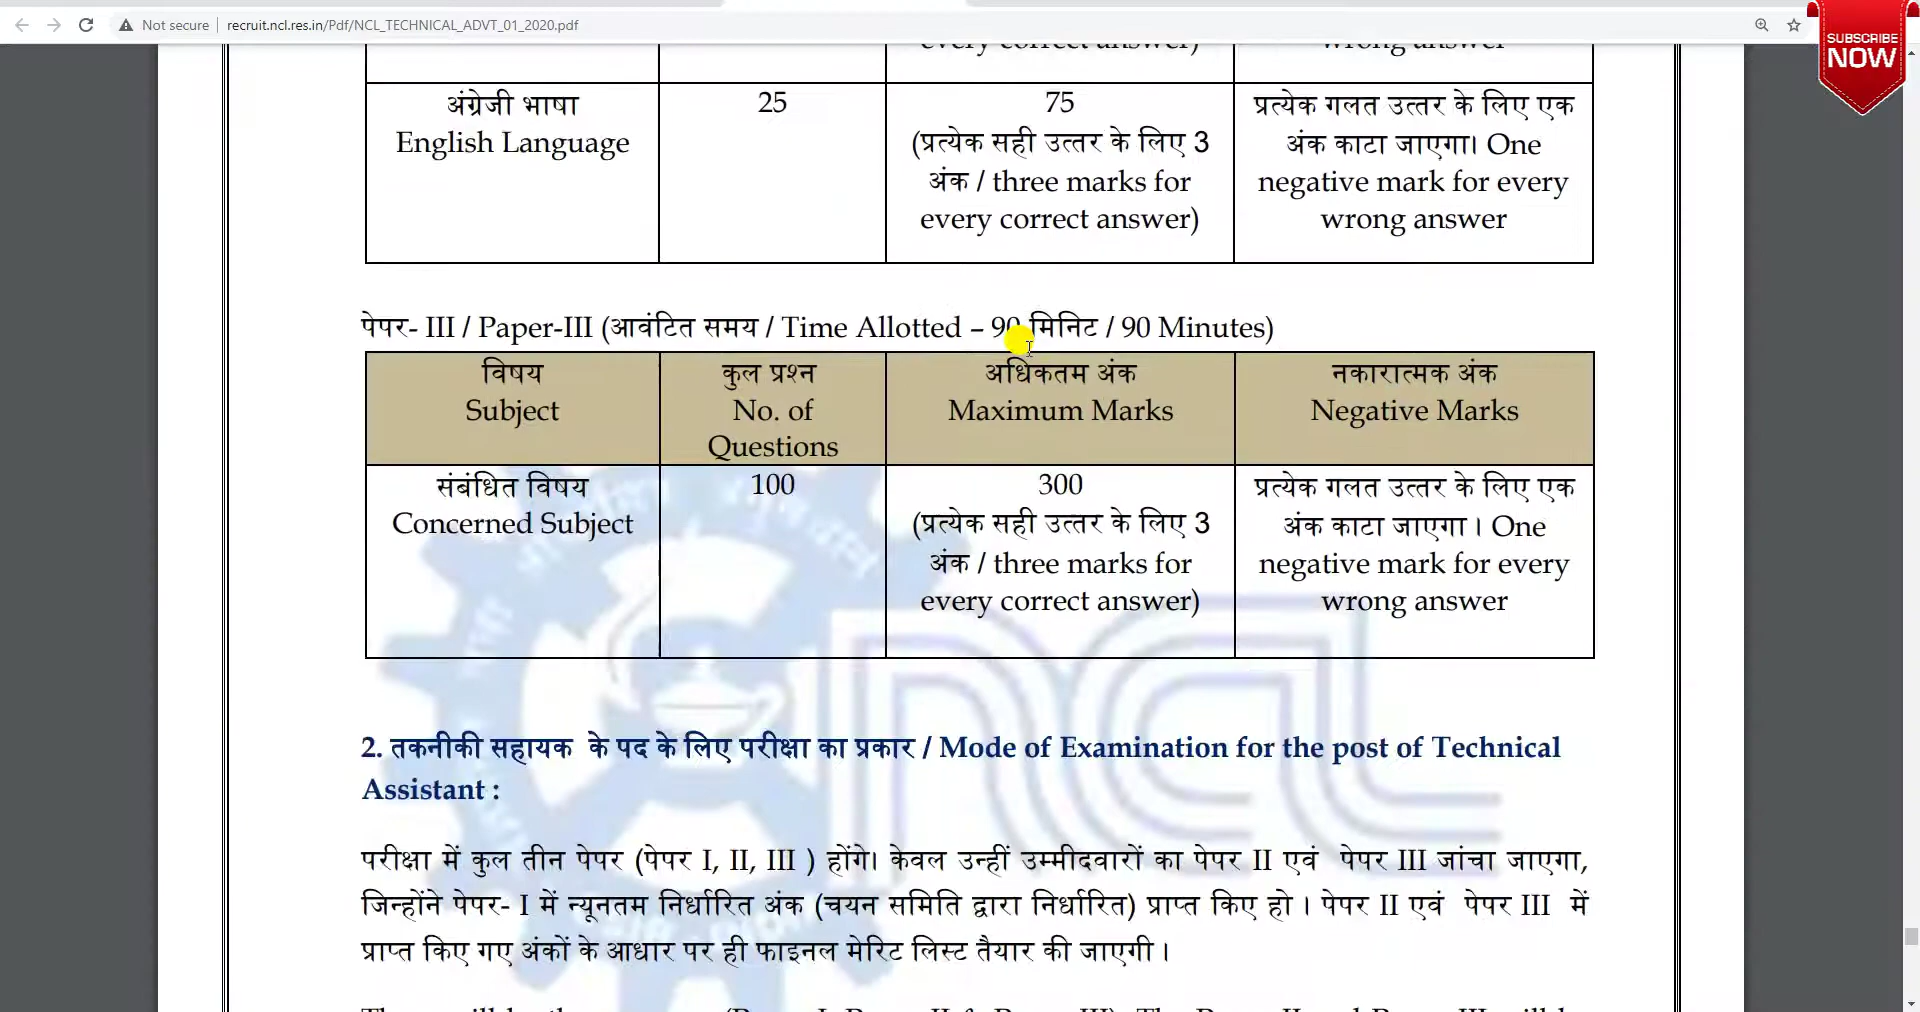 Not secure
recruit.ncl.res.in/Pdf/NCL_TECHNICAL_ADVT_01_2020.pdf
SUBSCRIBE
NOW
every correct answer)
wrong answer
अंग्रेजी भाषा
English Language
25
75
(प्रत्येक सही उत्तर के लिए 3
अंक / three marks for
every correct answer)
प्रत्येक गलत उत्तर के लिए एक
अंक काटा जाएगा। One
negative mark for every
wrong answer
पेपर- III / Paper-III (आवंटित समय / Time Allotted – 90 मिनिट / 90 Minutes)
विषय
Subject
कुल प्रश्न
No. of
Questions
अधिकतम अंक
Maximum Marks
नकारात्मक अंक
Negative Marks
संबंधित विषय
Concerned Subject
100
300
(प्रत्येक सही उत्तर के लिए 3
अंक / three marks for
every correct answer)
प्रत्येक गलत उत्तर के लिए एक
अंक काटा जाएगा । One
negative mark for every
wrong answer
ncl
2. तकनीकी सहायक के पद के लिए परीक्षा का प्रकार / Mode of Examination for the post of Technical
Assistant :
परीक्षा में कुल तीन पेपर (पेपर I, II, III ) होंगे। केवल उन्हीं उम्मीदवारों का पेपर II एवं पेपर III जांचा जाएगा,
जिन्होंने पेपर- I में न्यूनतम निर्धारित अंक (चयन समिति द्वारा निर्धारित) प्राप्त किए हो । पेपर II एवं पेपर III में
प्राप्त किए गए अंकों के आधार पर ही फाइनल मेरिट लिस्ट तैयार की जाएगी ।